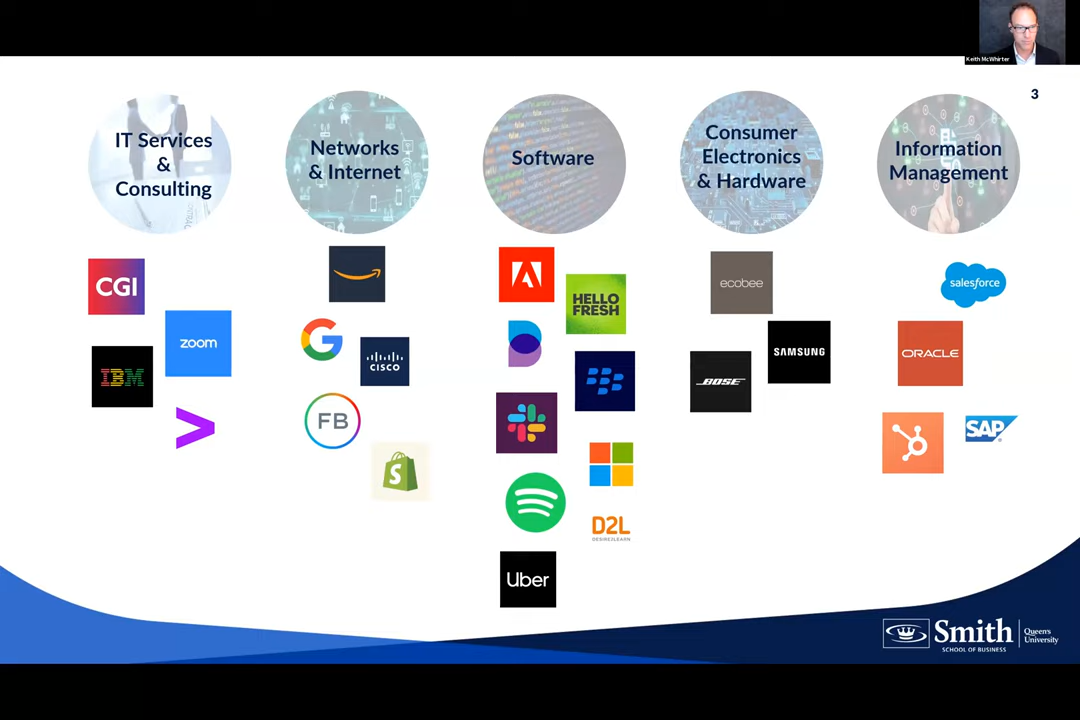 Keith McWhirter
3
IT Services
&
Consulting
Networks
& Internet
Software
Consumer
Electronics
& Hardware
Information
Management
CGI
zoom
IBM
CISCO
FB
S
HELLO
FRESH
D2L
DESIRE2LEARN
Uber
ecobee
SAMSUNG
BOSE
salesforce
ORACLE
SAP
Smith
SCHOOL OF BUSINESS
Queen's
University